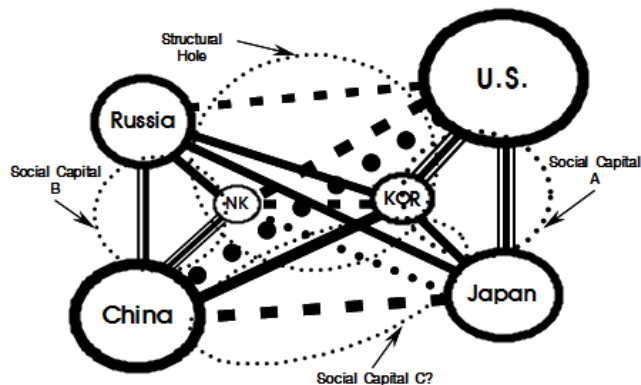 Structural
Hole
U.S.
Russia
Social Capital
B
NK
KOR
Social Capital
A
China
Japan
Social Capital C?